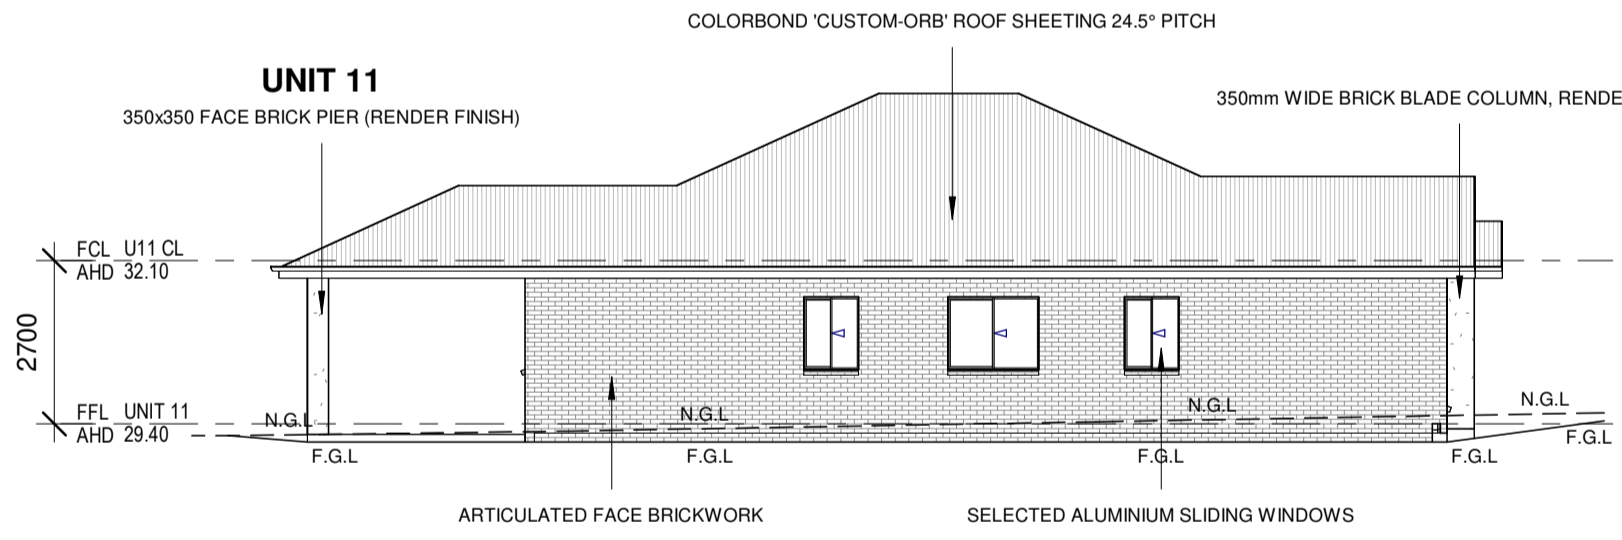 COLORBOND 'CUSTOM-ORB' ROOF SHEETING 24.5° PITCH
UNIT 11
350x350 FACE BRICK PIER (RENDER FINISH)
350mm WIDE BRICK BLADE COLUMN, RENDE
FCL U11 CL
AHD 32.10
2700
FFL UNIT 11
AHD 29.40
N.G.L
N.G.L
N.G.L
N.G.L
F.G.L
F.G.L
F.G.L
F.G.L
F.G.L
ARTICULATED FACE BRICKWORK
SELECTED ALUMINIUM SLIDING WINDOWS